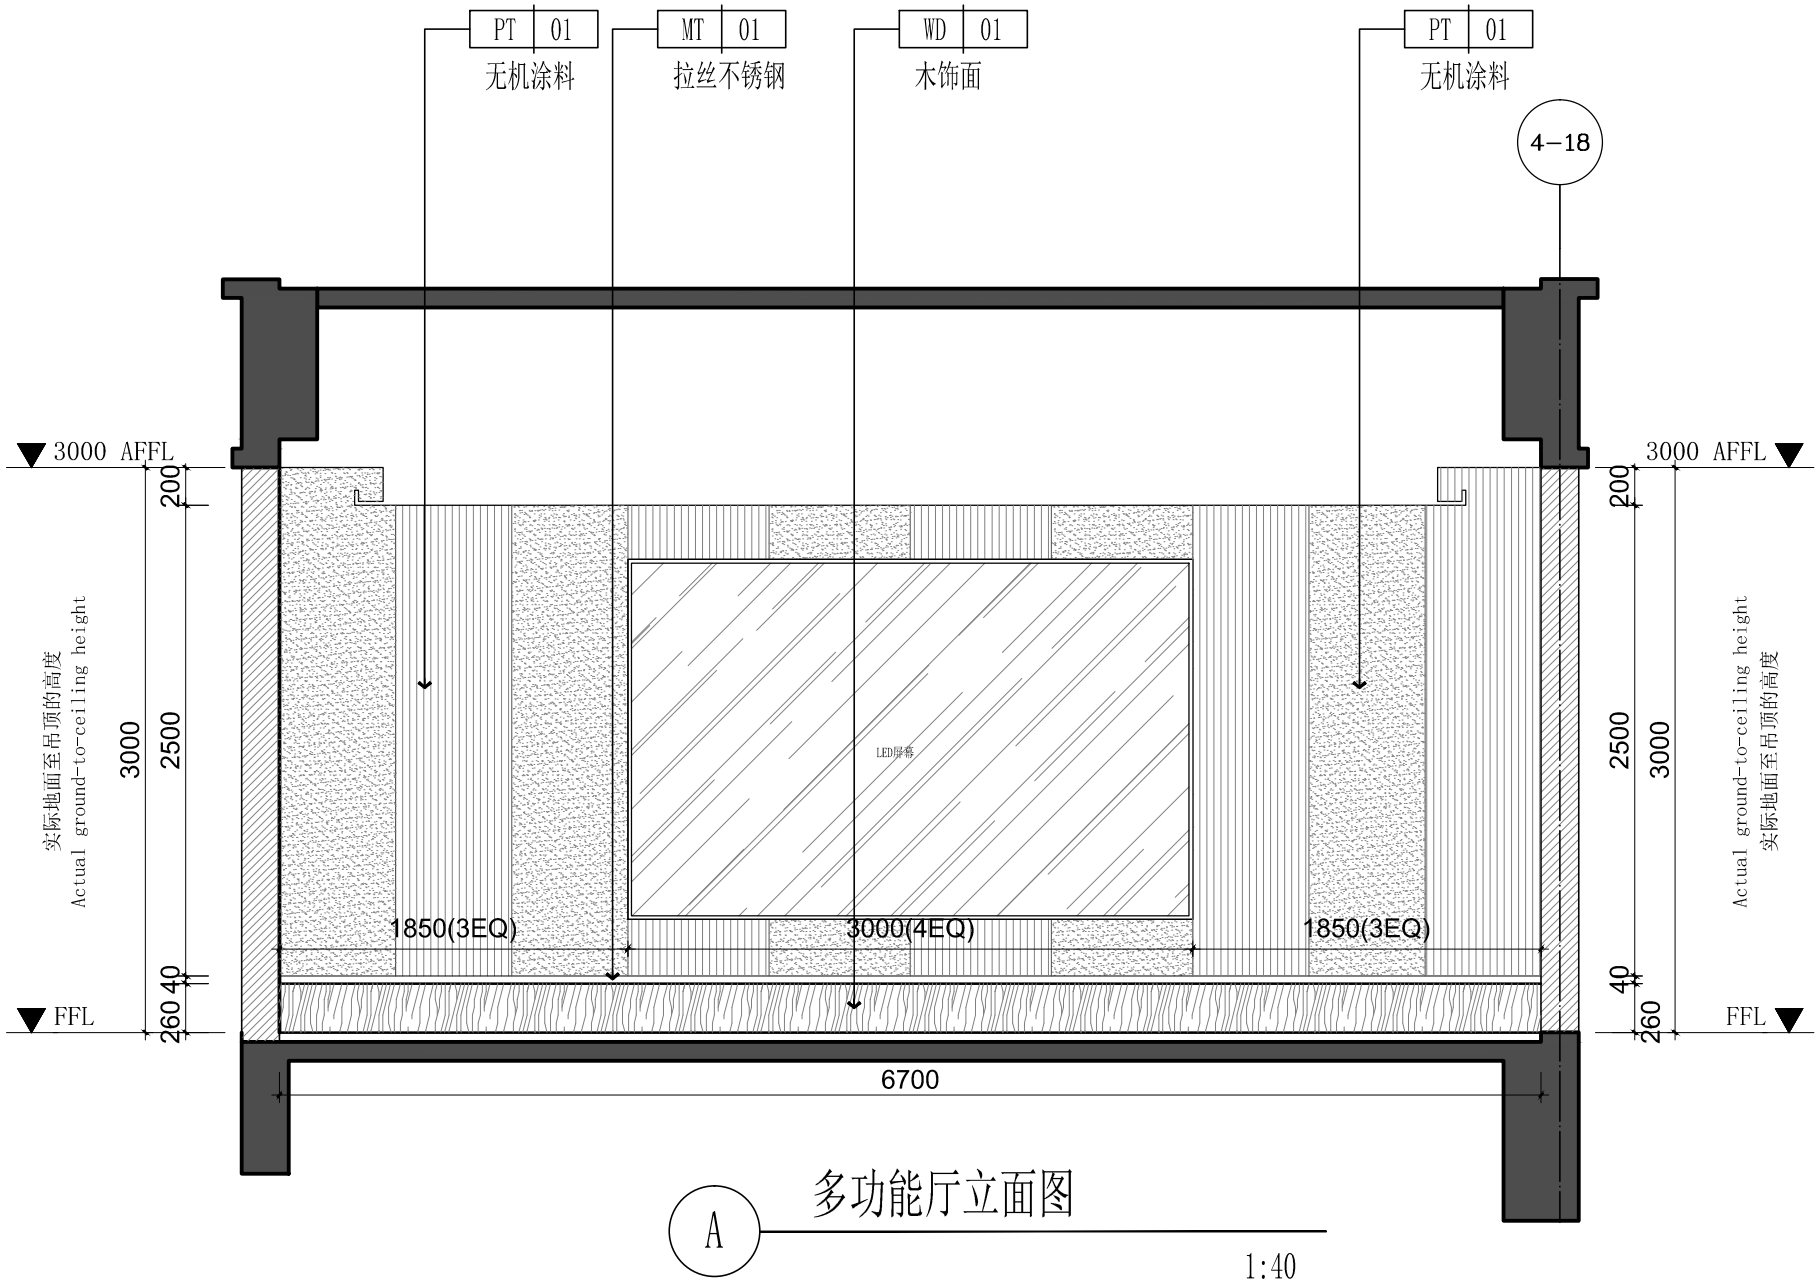 PT 01
无机涂料
MT 01
拉丝不锈钢
WD 01
木饰面
PT 01
无机涂料
4-18
3000 AFFL
3000 AFFL
200
200
实际地面至吊顶的高度
Actual ground-to-ceiling height
3000
2500
LED屏幕
2500
3000
Actual ground-to-ceiling height
实际地面至吊顶的高度
1850(3EQ)
3000(4EQ)
1850(3EQ)
40
40
FFL
260
260
FFL
6700
多功能厅立面图
A
1:40